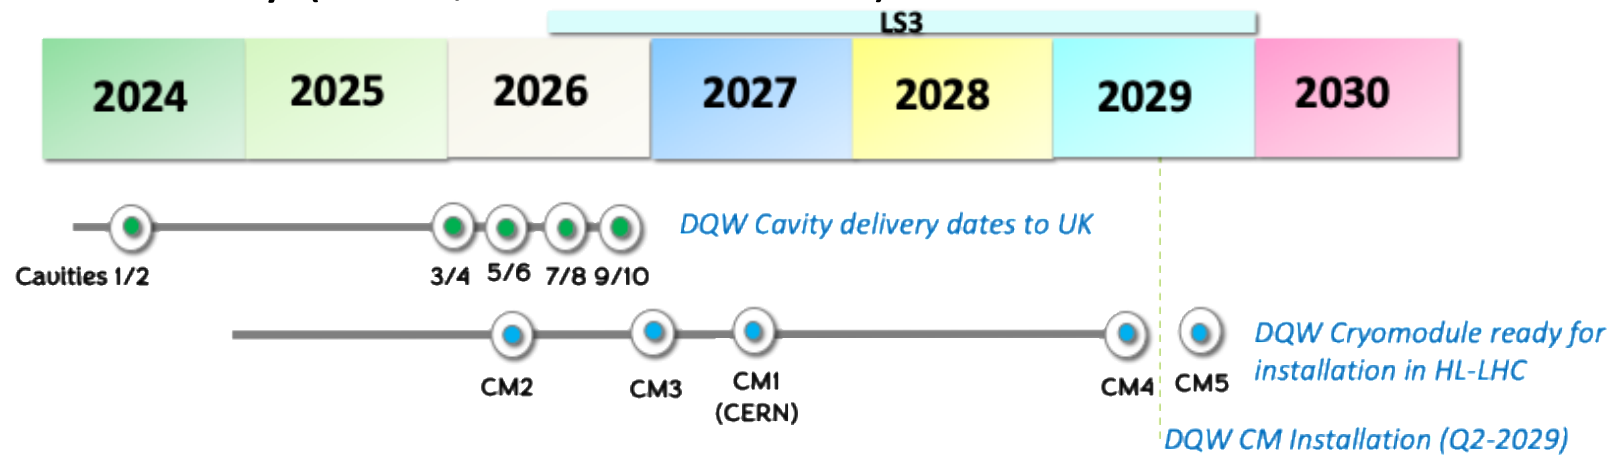 LS3
2024 2025 2026 2027 2028 2029 2030
DQW Cavity delivery dates to UK
Cavities 1/2 3/4 5/6 7/8 9/10
DQW Cryomodule ready for
installation in HL-LHC
CM2 CM3 CM1 CM4 CM5
(CERN)
DQW CM Installation (Q2-2029)